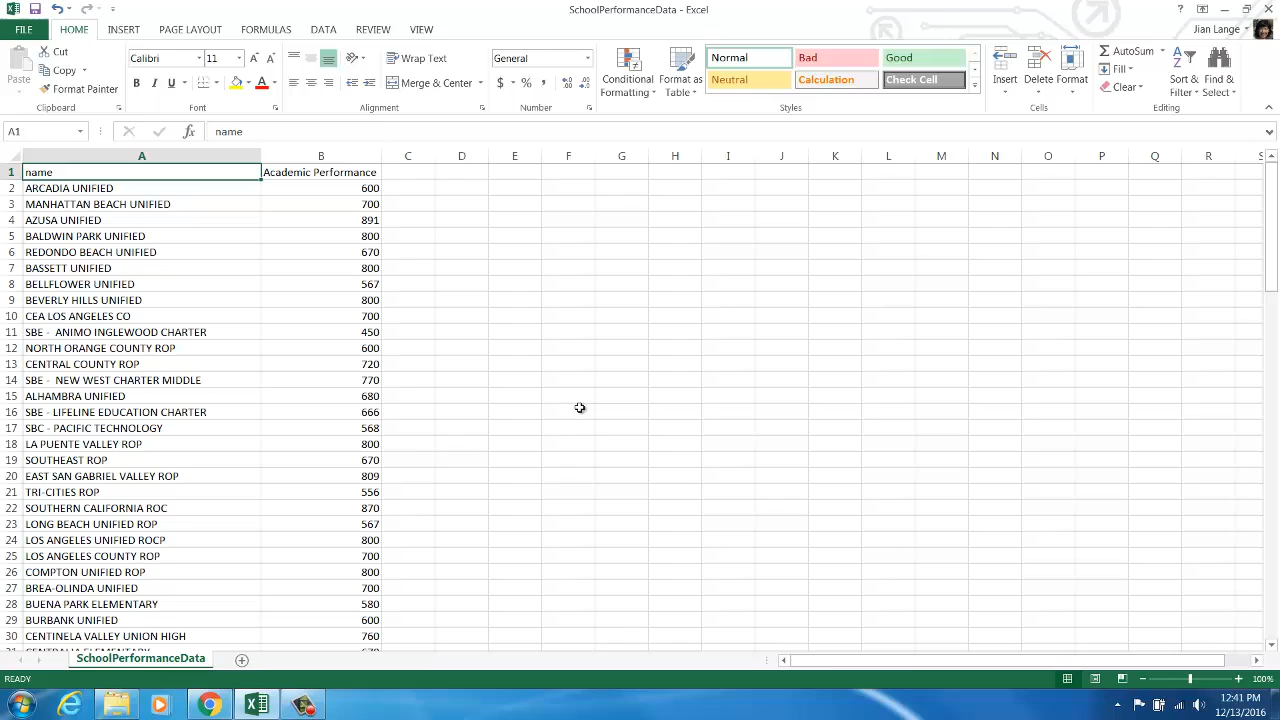 SchoolPerformanceData - Excel
FILE HOME INSERT PAGE LAYOUT FORMULAS DATA REVIEW VIEW Jian Lange
Paste Cut Copy Format Painter
Calibri 11
Wrap Text
Merge & Center
General
$ % ,
Conditional Formatting
Format as Table
Normal Bad Good
Neutral Calculation Check Cell
Insert Delete Format
AutoSum
Fill
Clear
Sort & Filter
Find & Select
Clipboard Font Alignment Number Styles Cells Editing
A1 fx name
A B C D E F G H I J K L M N O P Q R S
1 name Academic Performance
2 ARCADIA UNIFIED 600
3 MANHATTAN BEACH UNIFIED 700
4 AZUSA UNIFIED 891
5 BALDWIN PARK UNIFIED 800
6 REDONDO BEACH UNIFIED 670
7 BASSETT UNIFIED 800
8 BELLFLOWER UNIFIED 567
9 BEVERLY HILLS UNIFIED 800
10 CEA LOS ANGELES CO 700
11 SBE -  ANIMO INGLEWOOD CHARTER 450
12 NORTH ORANGE COUNTY ROP 600
13 CENTRAL COUNTY ROP 720
14 SBE -  NEW WEST CHARTER MIDDLE 770
15 ALHAMBRA UNIFIED 680
16 SBE - LIFELINE EDUCATION CHARTER 666
17 SBC - PACIFIC TECHNOLOGY 568
18 LA PUENTE VALLEY ROP 800
19 SOUTHEAST ROP 670
20 EAST SAN GABRIEL VALLEY ROP 809
21 TRI-CITIES ROP 556
22 SOUTHERN CALIFORNIA ROC 870
23 LONG BEACH UNIFIED ROP 567
24 LOS ANGELES UNIFIED ROCP 800
25 LOS ANGELES COUNTY ROP 700
26 COMPTON UNIFIED ROP 800
27 BREA-OLINDA UNIFIED 700
28 BUENA PARK ELEMENTARY 580
29 BURBANK UNIFIED 600
30 CENTINELA VALLEY UNION HIGH 760
SchoolPerformanceData
READY 100%
12:41 PM
12/13/2016